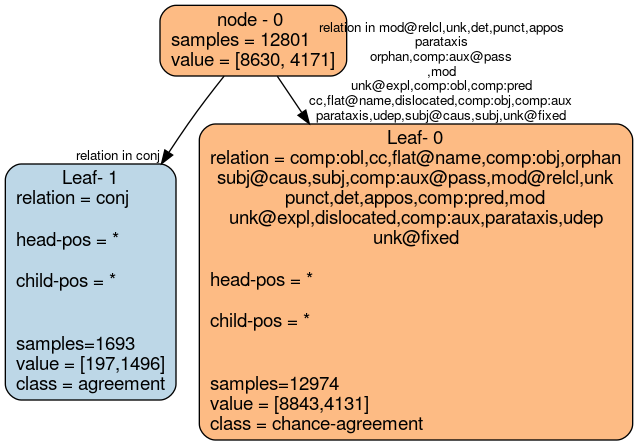 node - 0
samples = 12801
value = [8630, 4171]
relation in mod@relcl,unk,det,punct,appos
parataxis
orphan,comp:aux@pass
,mod
unk@expl,comp:obl,comp:pred
cc,flat@name,dislocated,comp:obj,comp:aux
parataxis,udep,subj@caus,subj,unk@fixed
relation in conj
Leaf- 1
relation = conj
head-pos = *
child-pos = *
samples=1693
value = [197,1496]
class = agreement
Leaf- 0
relation = comp:obl,cc,flat@name,comp:obj,orphan
subj@caus,subj,comp:aux@pass,mod@relcl,unk
punct,det,appos,comp:pred,mod
unk@expl,dislocated,comp:aux,parataxis,udep
unk@fixed
head-pos = *
child-pos = *
samples=12974
value = [8843,4131]
class = chance-agreement